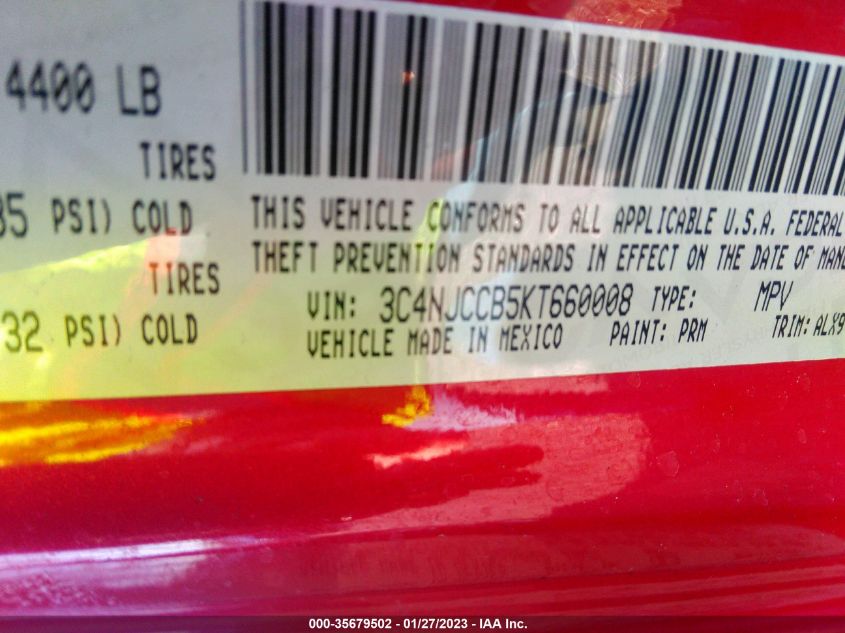 4400 LB
TIRES
35 PSI) COLD
TIRES
32 PSI) COLD
THIS VEHICLE CONFORMS TO ALL APPLICABLE U.S.A. FEDERAL
THEFT PREVENTION STANDARDS IN EFFECT ON THE DATE OF MANU
VIN: 3C4NJCCB5KT660008 TYPE: MPV
VEHICLE MADE IN MEXICO PAINT: PRM TRIM: ALX9
000-35679502 — 01/27/2023 - IAA Inc.